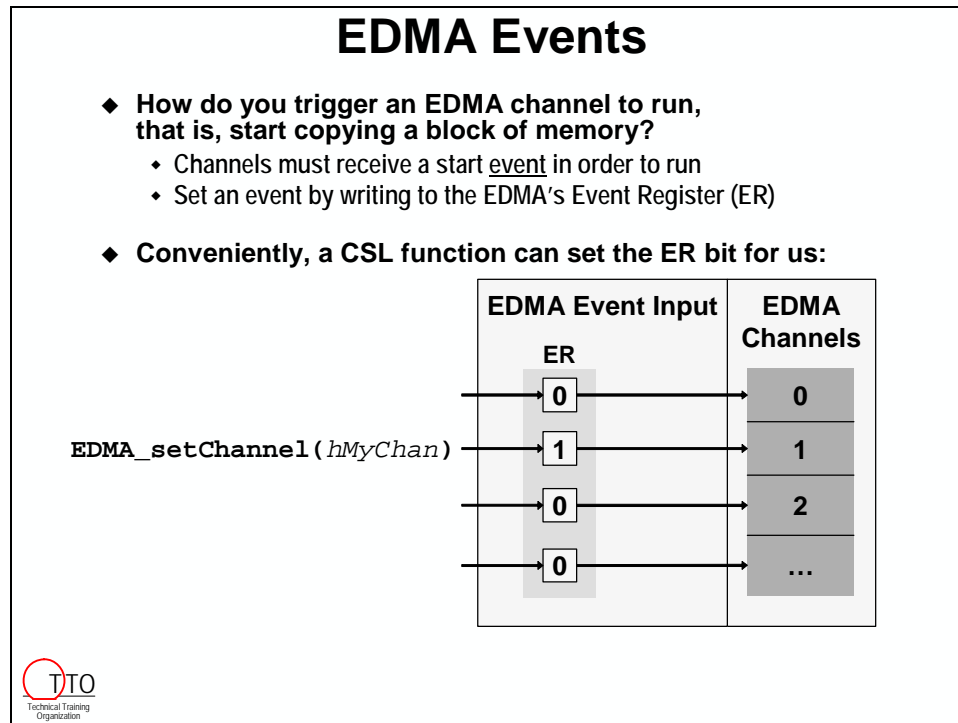 EDMA Events
◆ How do you trigger an EDMA channel to run,
that is, start copying a block of memory?
◆ Channels must receive a start event in order to run
◆ Set an event by writing to the EDMA's Event Register (ER)
◆ Conveniently, a CSL function can set the ER bit for us:
EDMA Event Input
EDMA
Channels
ER
0 0
EDMA_setChannel(hMyChan) 1 1
0 2
0 …
TTO
Technical Training
Organization